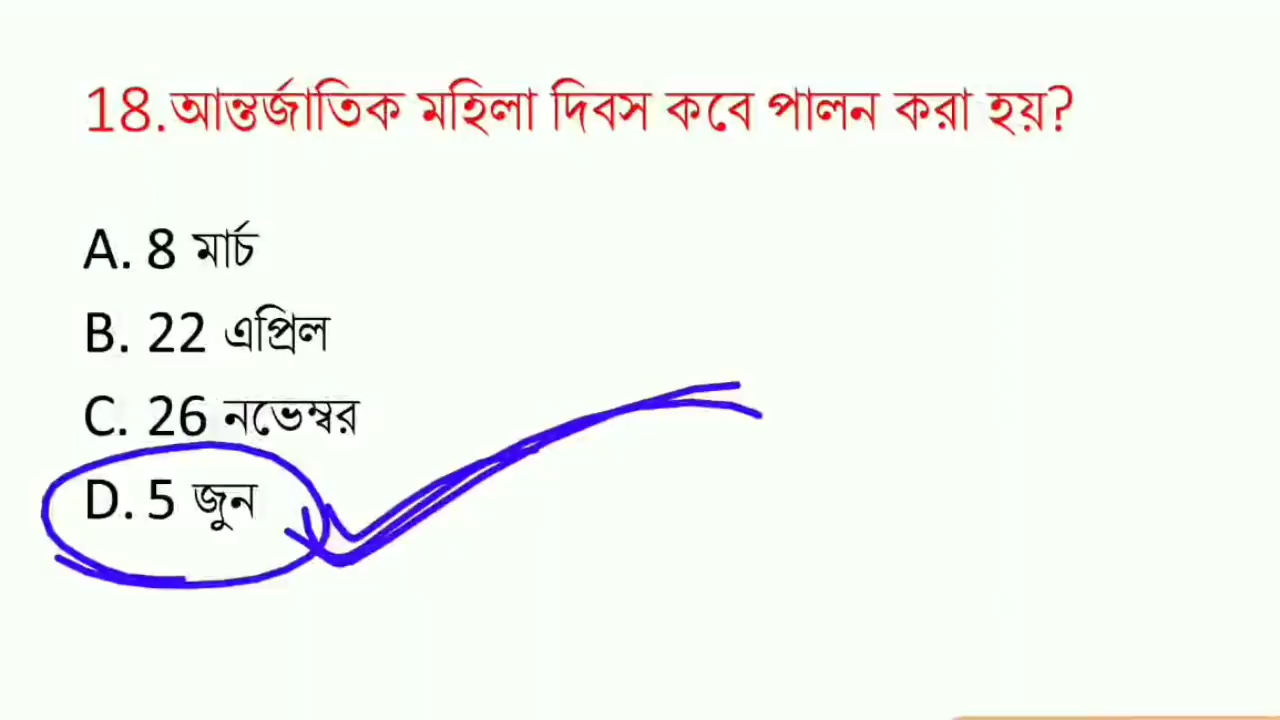 18.আন্তর্জাতিক মহিলা দিবস কবে পালন করা হয়?
A. 8 মার্চ
B. 22 এপ্রিল
C. 26 নভেম্বর
D. 5 জুন